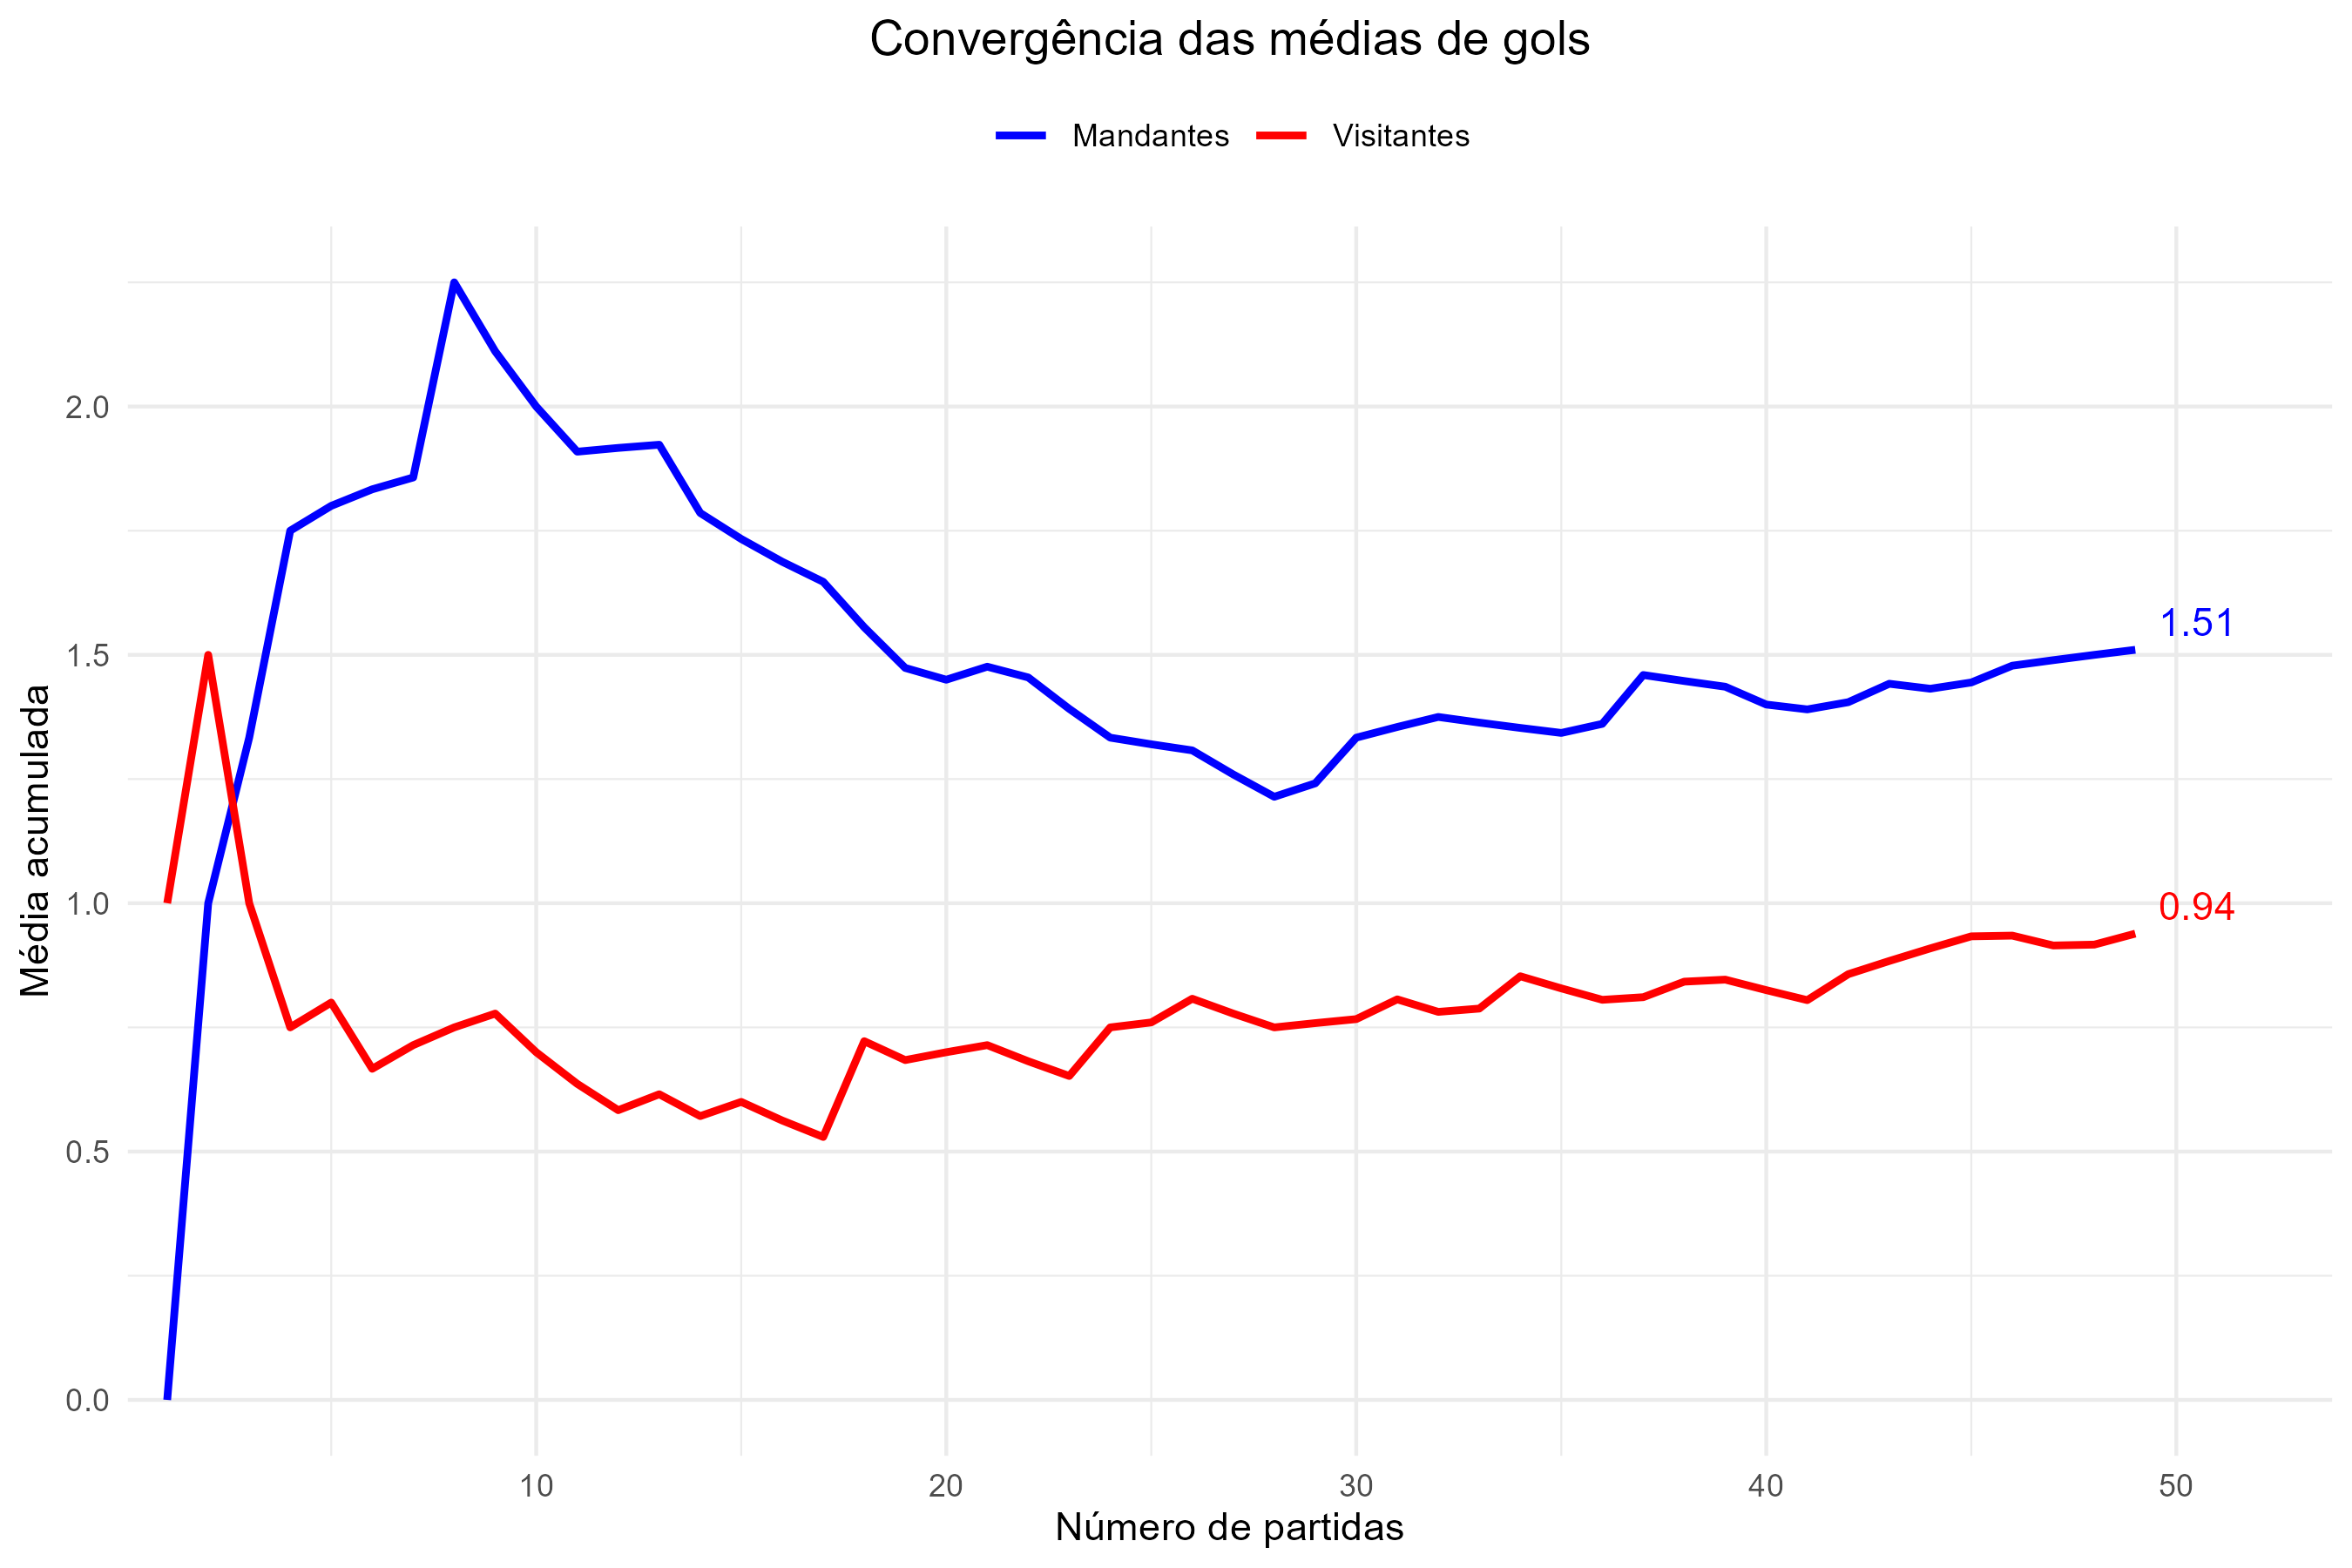 Convergência das médias de gols
Mandantes Visitantes
Média acumulada
2.0
1.5
1.0
0.5
0.0
1.51
0.94
10 20 30 40 50
Número de partidas